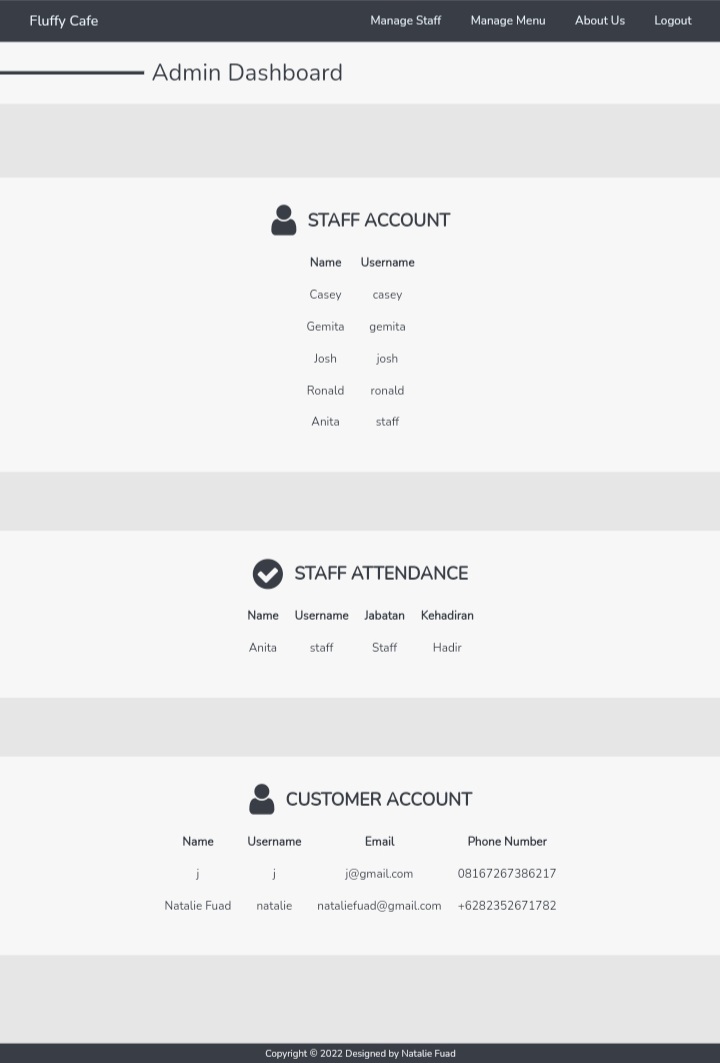 Fluffy Cafe Manage Staff Manage Menu About Us Logout
Admin Dashboard
STAFF ACCOUNT
Name Username
Casey casey
Gemita gemita
Josh josh
Ronald ronald
Anita staff
STAFF ATTENDANCE
Name Username Jabatan Kehadiran
Anita staff Staff Hadir
CUSTOMER ACCOUNT
Name Username Email Phone Number
j j j@gmail.com 08167267386217
Natalie Fuad natalie nataliefuad@gmail.com +6282352671782
Copyright © 2022 Designed by Natalie Fuad